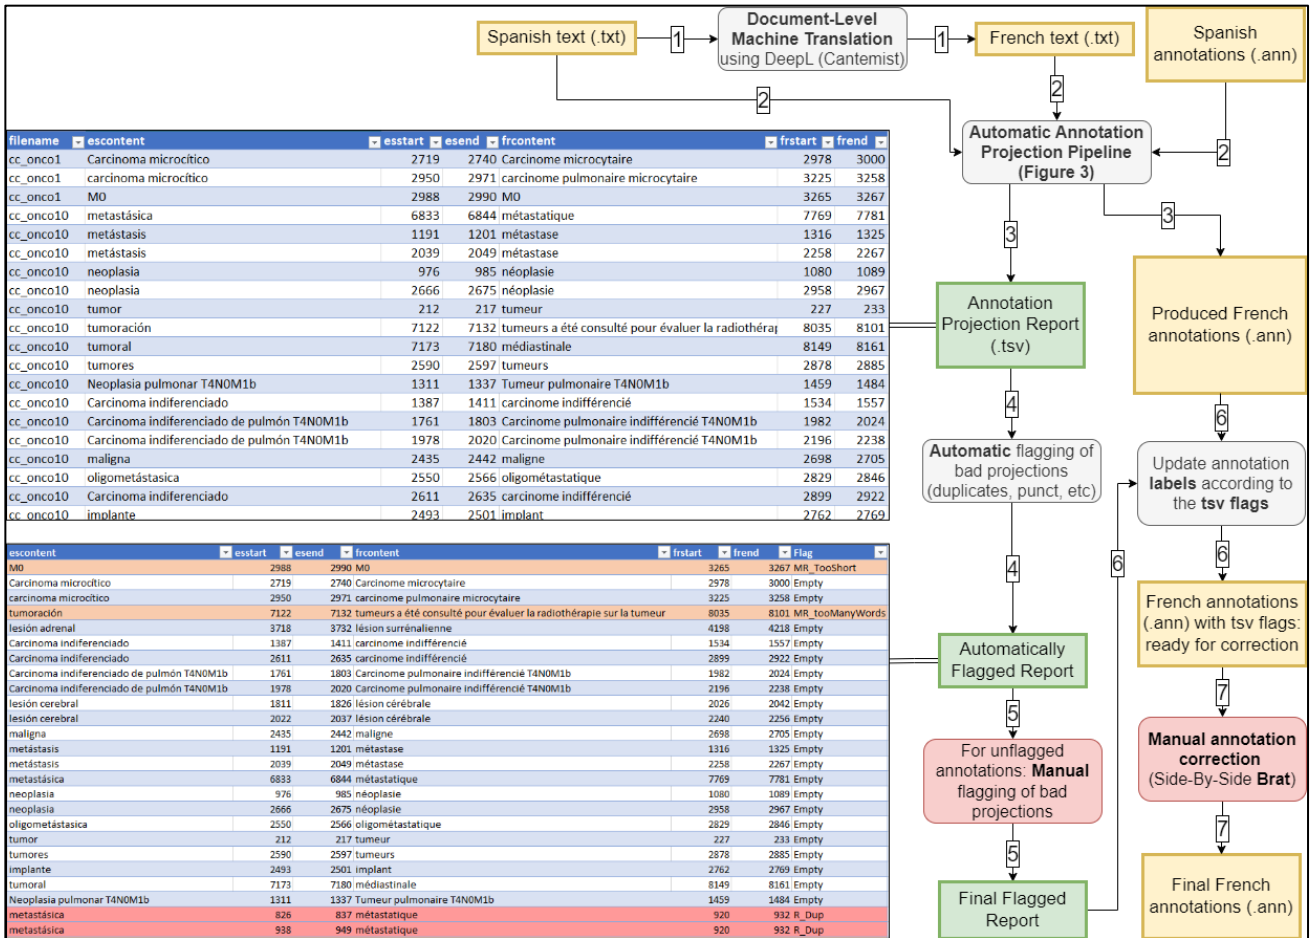 Spanish text (.txt)
1
Document-Level
Machine Translation
using DeepL (Cantemist)
1
French text (.txt)
Spanish
annotations (.ann)
2
2
2
Automatic Annotation
Projection Pipeline
(Figure 3)
3
3
filename escontent esstart esend frcontent frstart frend
cc_onco1 Carcinoma microcítico 2719 2740 Carcinome microcytaire 2978 3000
cc_onco1 carcinoma microcítico 2950 2971 carcinome pulmonaire microcytaire 3225 3258
cc_onco1 M0 2988 2990 M0 3265 3267
cc_onco10 metastásica 6833 6844 métastatique 7769 7781
cc_onco10 metástasis 1191 1201 métastase 1316 1325
cc_onco10 metástasis 2039 2049 métastase 2258 2267
cc_onco10 neoplasia 976 985 néoplasie 1080 1089
cc_onco10 neoplasia 2666 2675 néoplasie 2958 2967
cc_onco10 tumor 212 217 tumeur 227 233
cc_onco10 tumoración 7122 7132 tumeurs a été consulté pour évaluer la radiothérap 8035 8101
cc_onco10 tumoral 7173 7180 médiastinale 8149 8161
cc_onco10 tumores 2590 2597 tumeurs 2878 2885
cc_onco10 Neoplasia pulmonar T4N0M1b 1311 1337 Tumeur pulmonaire T4N0M1b 1459 1484
cc_onco10 Carcinoma indiferenciado 1387 1411 carcinome indifférencié 1534 1557
cc_onco10 Carcinoma indiferenciado de pulmón T4N0M1b 1761 1803 Carcinome pulmonaire indifférencié T4N0M1b 1982 2024
cc_onco10 Carcinoma indiferenciado de pulmón T4N0M1b 1978 2020 Carcinome pulmonaire indifférencié T4N0M1b 2196 2238
cc_onco10 maligna 2435 2442 maligne 2698 2705
cc_onco10 oligometástasica 2550 2566 oligométastatique 2829 2846
cc_onco10 Carcinoma indiferenciado 2611 2635 carcinome indifférencié 2899 2922
cc_onco10 implante 2493 2501 implant 2762 2769
Annotation
Projection Report
(.tsv)
Produced French
annotations (.ann)
4
6
Automatic flagging of
bad projections
(duplicates, punct, etc)
Update annotation
labels according to
the tsv flags
4
6
6
escontent esstart esend frcontent frstart frend Flag
M0 2988 2990 M0 3265 3267 MR_TooShort
Carcinoma microcítico 2719 2740 Carcinome microcytaire 2978 3000 Empty
carcinoma microcítico 2950 2971 carcinome pulmonaire microcytaire 3225 3258 Empty
tumoración 7122 7132 tumeurs a été consulté pour évaluer la radiothérapie sur la tumeur 8035 8101 MR_tooManyWords
lesión adrenal 3718 3732 lésion surrénalienne 4198 4218 Empty
Carcinoma indiferenciado 1387 1411 carcinome indifférencié 1534 1557 Empty
Carcinoma indiferenciado 2611 2635 carcinome indifférencié 2899 2922 Empty
Carcinoma indiferenciado de pulmón T4N0M1b 1761 1803 Carcinome pulmonaire indifférencié T4N0M1b 1982 2024 Empty
Carcinoma indiferenciado de pulmón T4N0M1b 1978 2020 Carcinome pulmonaire indifférencié T4N0M1b 2196 2238 Empty
lesión cerebral 1811 1826 lésion cérébrale 2026 2042 Empty
lesión cerebral 2022 2037 lésion cérébrale 2240 2256 Empty
maligna 2435 2442 maligne 2698 2705 Empty
metástasis 1191 1201 métastase 1316 1325 Empty
metástasis 2039 2049 métastase 2258 2267 Empty
metastásica 6833 6844 métastatique 7769 7781 Empty
neoplasia 976 985 néoplasie 1080 1089 Empty
neoplasia 2666 2675 néoplasie 2958 2967 Empty
oligometástasica 2550 2566 oligométastatique 2829 2846 Empty
tumor 212 217 tumeur 227 233 Empty
tumores 2590 2597 tumeurs 2878 2885 Empty
implante 2493 2501 implant 2762 2769 Empty
tumoral 7173 7180 médiastinale 8149 8161 Empty
Neoplasia pulmonar T4N0M1b 1311 1337 Tumeur pulmonaire T4N0M1b 1459 1484 Empty
metastásica 826 837 métastatique 920 932 R_Dup
metastásica 938 949 métastatique 920 932 R_Dup
Automatically
Flagged Report
French annotations
(.ann) with tsv flags:
ready for correction
5
7
For unflagged
annotations: Manual
flagging of bad
projections
Manual annotation
correction
(Side-By-Side Brat)
5
7
Final Flagged
Report
Final French
annotations (.ann)